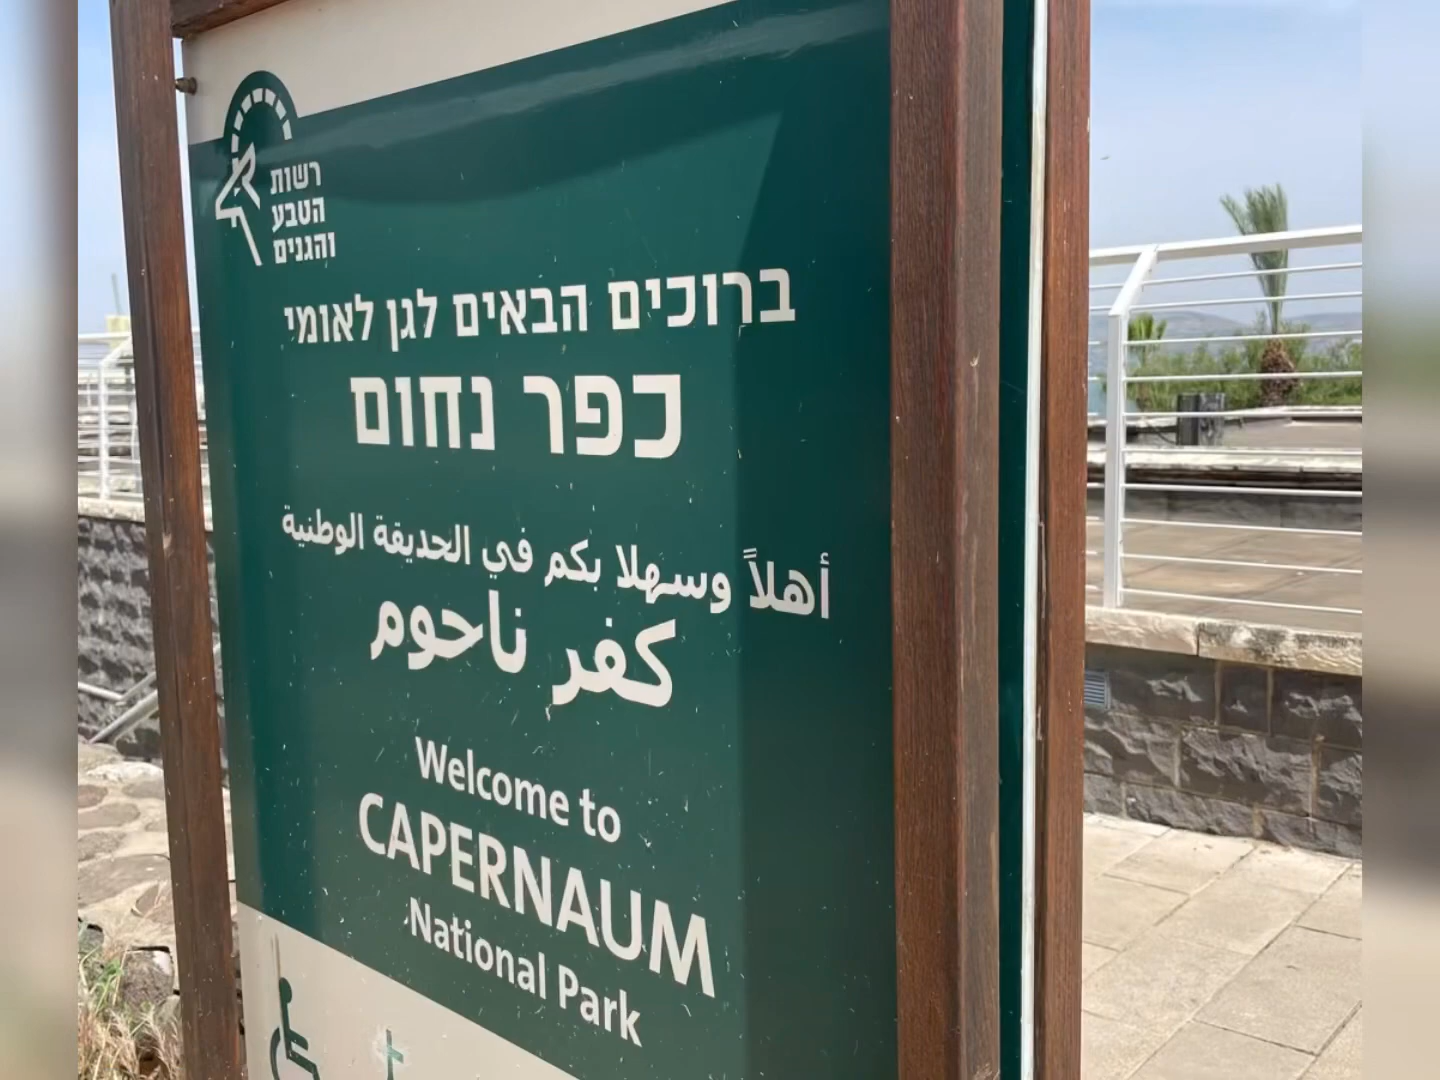 רשות
הטבע
והגנים
ברוכים הבאים לגן לאומי
כפר נחום
أهلاً وسهلا بكم في الحديقة الوطنية
كفر ناحوم
Welcome to
CAPERNAUM
National Park